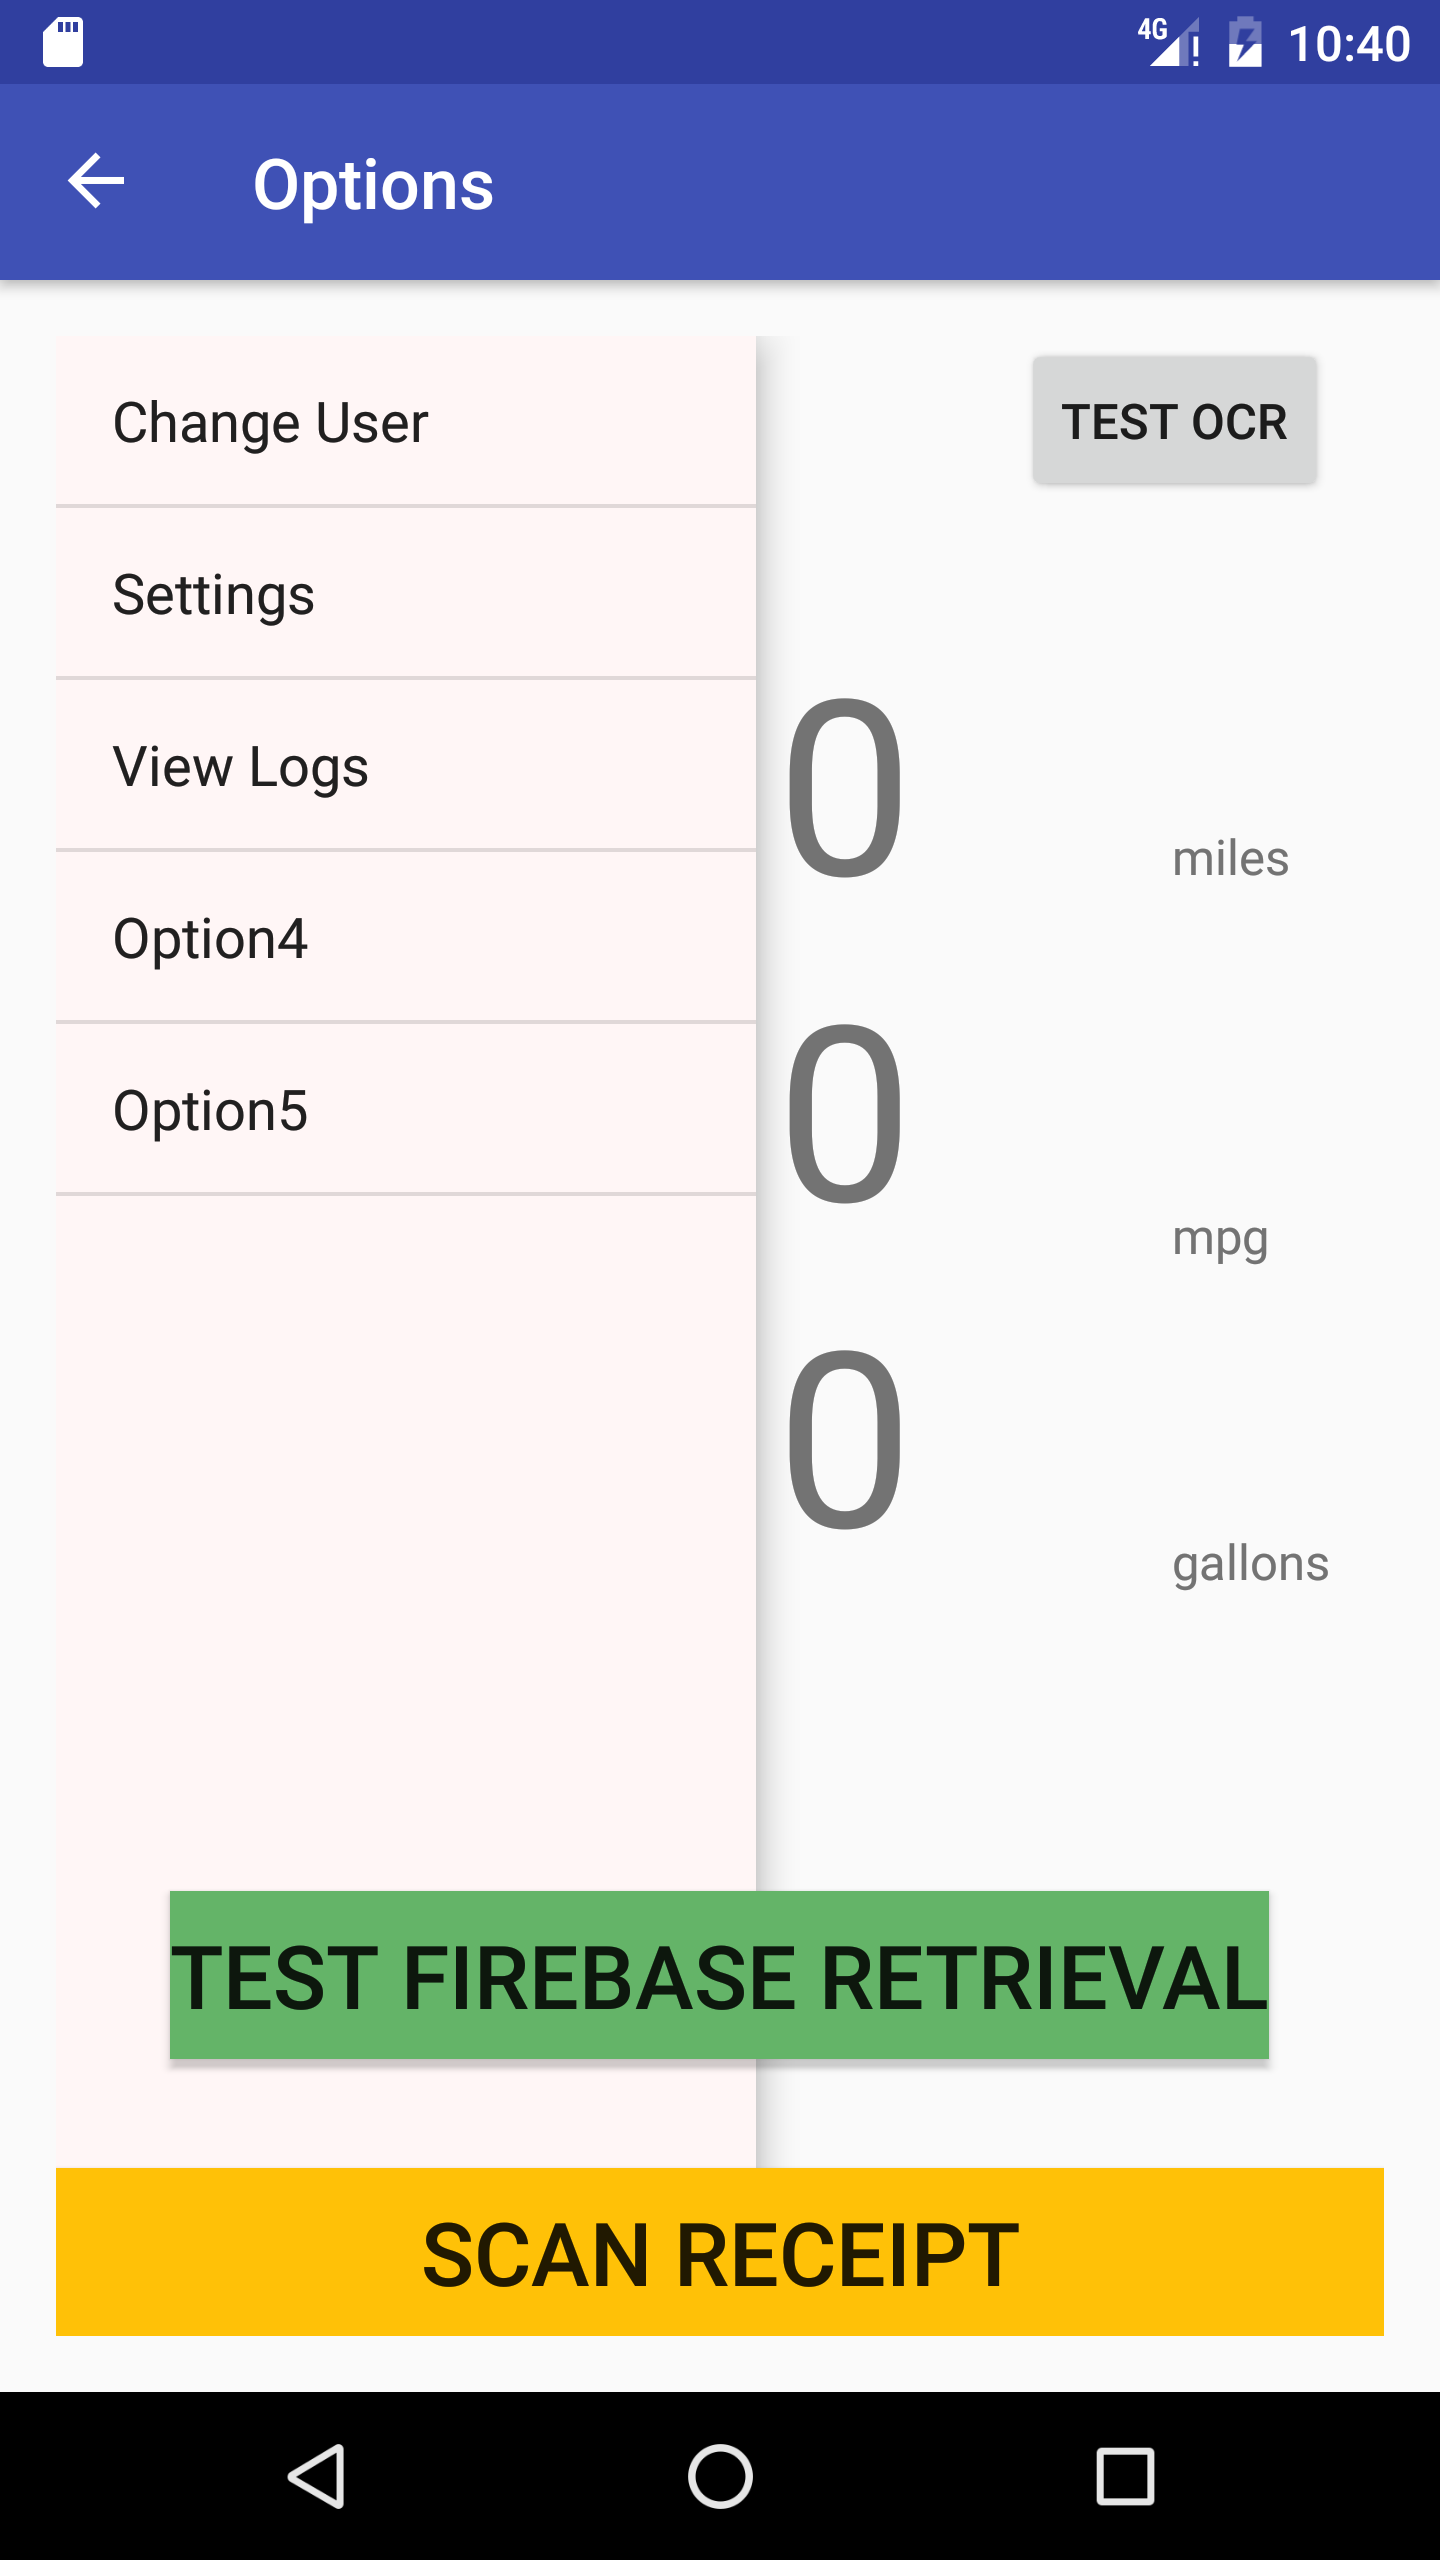 4G 10:40
Options
Change User
TEST OCR
Settings
View Logs
0
miles
Option4
0
Option5
mpg
0
gallons
TEST FIREBASE RETRIEVAL
SCAN RECEIPT